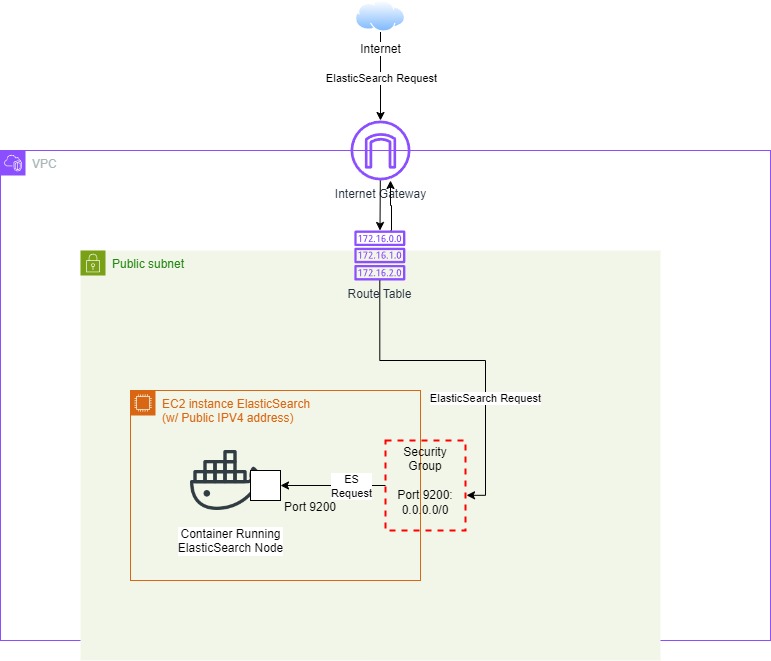 Internet
ElasticSearch Request
VPC
Internet Gateway
172.16.0.0
172.16.1.0
172.16.2.0
Public subnet
Route Table
EC2 instance ElasticSearch
(w/ Public IPV4 address)
ElasticSearch Request
Security
Group
Port 9200:
0.0.0.0/0
ES
Request
Port 9200
Container Running
ElasticSearch Node